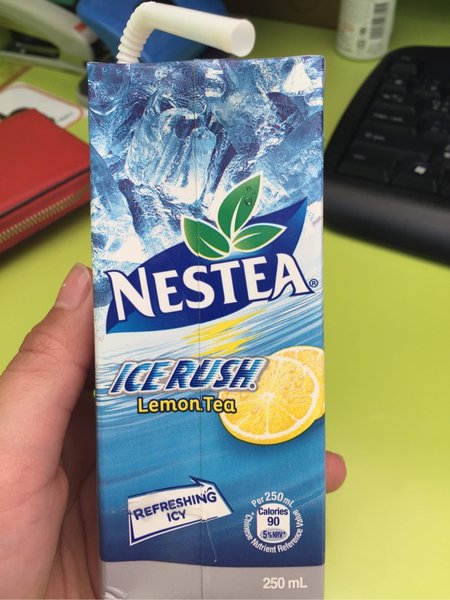 NESTEA®
ICE RUSH
Lemon Tea
REFRESHING
ICY
Per 250mL
Calories
90
5%NRV*
*Chinese Nutrient Reference Value
250 mL